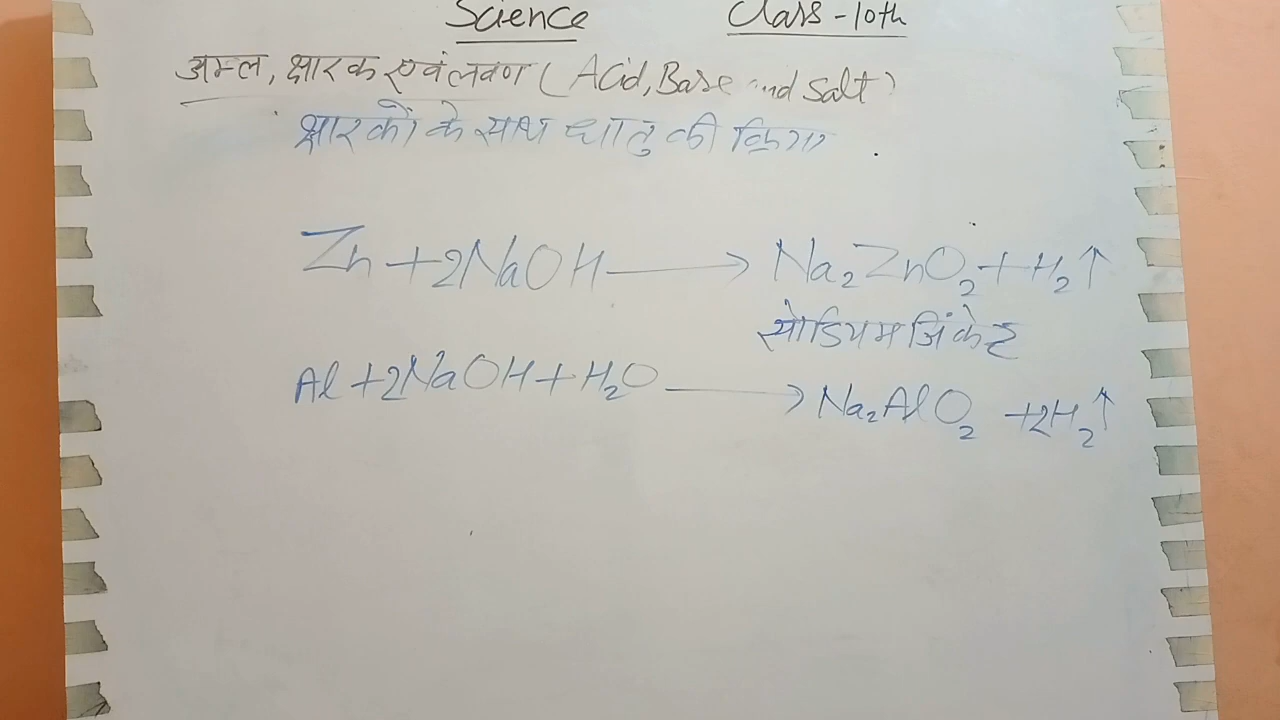 Science Class-10th
अम्ल, क्षारक एवं लवण (Acid, Base and Salt)
क्षारकों के साथ धातु की क्रिया
Zn + 2NaOH → Na₂ZnO₂ + H₂↑
सोडियम जिंकेट
Al + 2NaOH + H₂O → Na₂AlO₂ + 2H₂↑